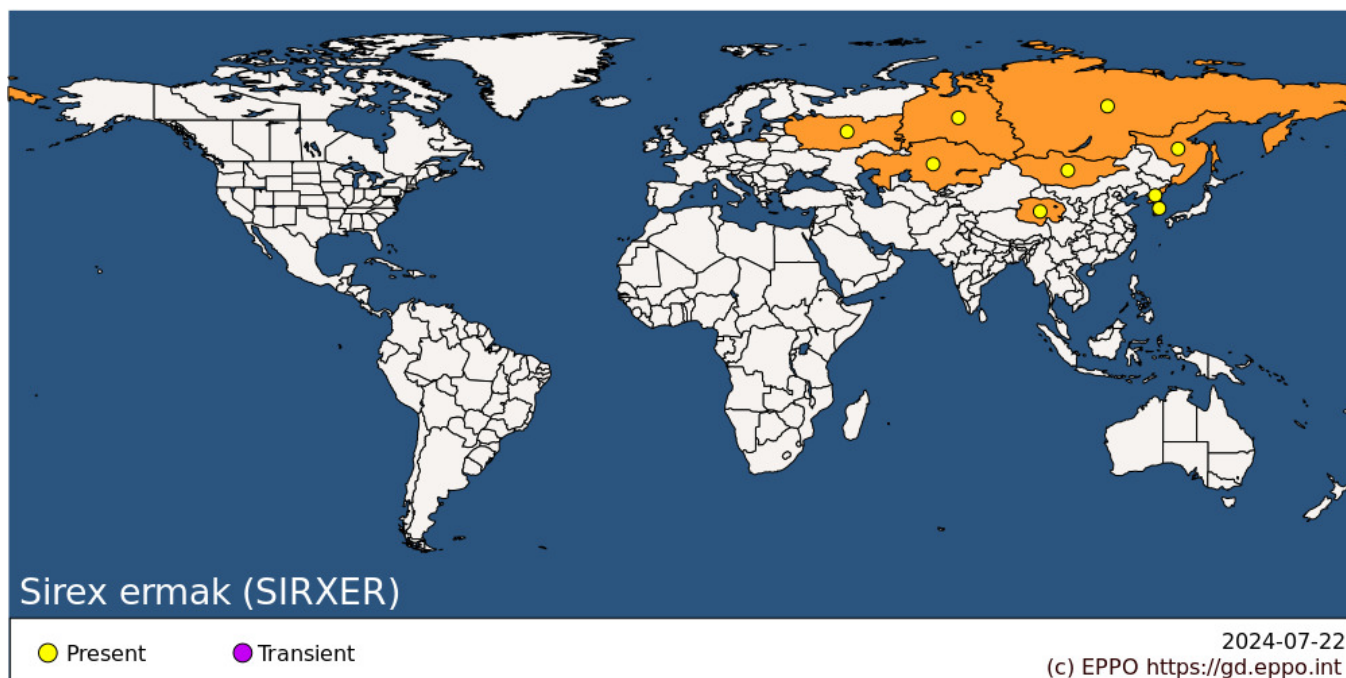 Sirex ermak (SIRXER)
Present
Transient
2024-07-22
(c) EPPO https://gd.eppo.int